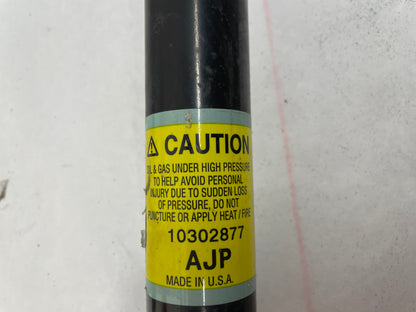 ⚠ CAUTION
OIL & GAS UNDER HIGH PRESSURE
TO HELP AVOID PERSONAL
INJURY DUE TO SUDDEN LOSS
OF PRESSURE, DO NOT
PUNCTURE OR APPLY HEAT / FIRE
10302877
AJP
MADE IN U.S.A.